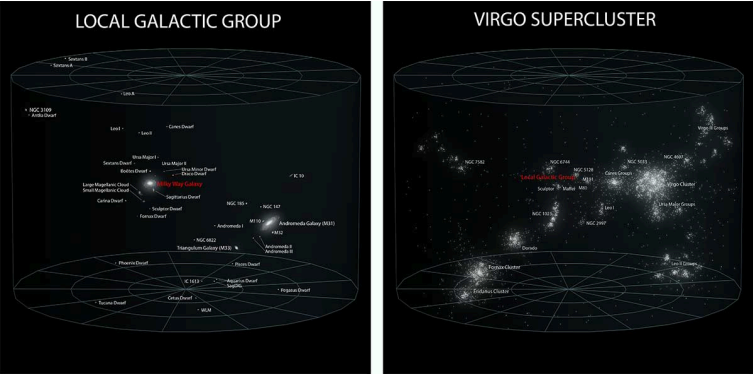 LOCAL GALACTIC GROUP
Sextans B
Sextans A
Leo A
NGC 3109
Antlia Dwarf
Leo I
Leo II
Canes Dwarf
Ursa Major I
Ursa Major II
Sextans Dwarf
Ursa Minor Dwarf
Bootes Dwarf
Draco Dwarf
IC 10
Milky Way Galaxy
Large Magellanic Cloud
Small Magellanic Cloud
Sagittarius Dwarf
Carina Dwarf
Sculptor Dwarf
Fornax Dwarf
NGC 185
NGC 147
M110
Andromeda Galaxy (M31)
Andromeda I
M32
NGC 6822
Triangulum Galaxy (M33)
Andromeda II
Andromeda III
Phoenix Dwarf
Pisces Dwarf
IC 1613
Aquarius Dwarf
Pegasus Dwarf
Cetus Dwarf
Tucana Dwarf
WLM
VIRGO SUPERCLUSTER
Virgo III Groups
NGC 7582
NGC 6744
NGC 5033
NGC 4697
NGC 5128
Local Galactic Group
M101
Canes Groups
Virgo Cluster
Sculptor
Maffei
M81
Leo I
Ursa Major Groups
NGC 1023
NGC 2997
Dorado
Leo II Groups
Fornax Cluster
Eridanus Cluster